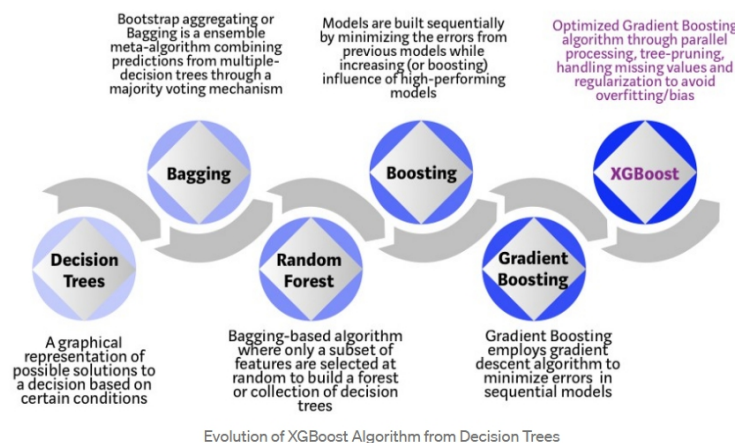 Bootstrap aggregating or
Bagging is a ensemble
meta-algorithm combining
predictions from multiple-
decision trees through a
majority voting mechanism
Models are built sequentially
by minimizing the errors from
previous models while
increasing (or boosting)
influence of high-performing
models
Optimized Gradient Boosting
algorithm through parallel
processing, tree-pruning,
handling missing values and
regularization to avoid
overfitting/bias
Bagging
Boosting
XGBoost
Decision
Trees
Random
Forest
Gradient
Boosting
A graphical
representation of
possible solutions to
a decision based on
certain conditions
Bagging-based algorithm
where only a subset of
features are selected at
random to build a forest
or collection of decision
trees
Gradient Boosting
employs gradient
descent algorithm to
minimize errors in
sequential models
Evolution of XGBoost Algorithm from Decision Trees